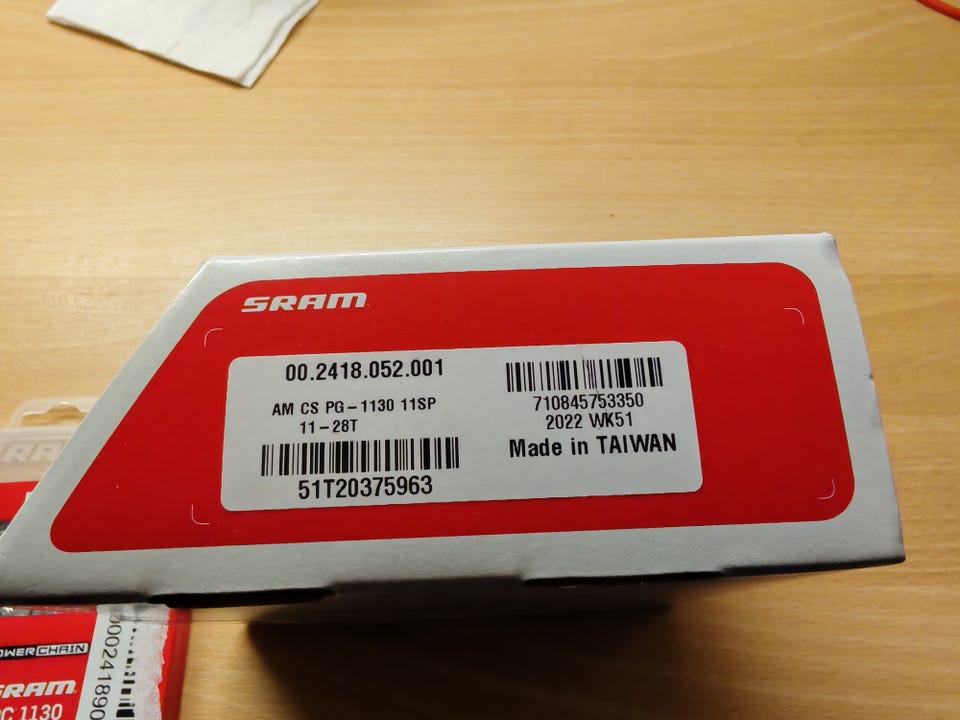 SRAM
00.2418.052.001
AM CS PG-1130 11SP
11-28T
51T20375963
710845753350
2022 WK51
Made in TAIWAN
SRAM
1130